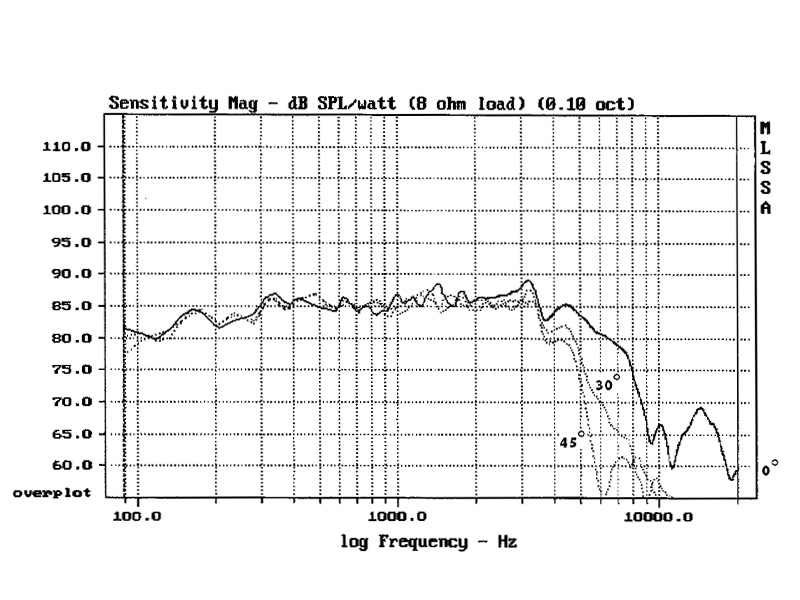 Sensitivity Mag - dB SPL/watt (8 ohm load) (0.10 oct)
M
L
S
S
A
110.0
105.0
100.0
95.0
90.0
85.0
80.0
75.0
70.0
65.0
60.0
30°
45°
0°
overplot
100.0 1000.0 10000.0
log Frequency - Hz